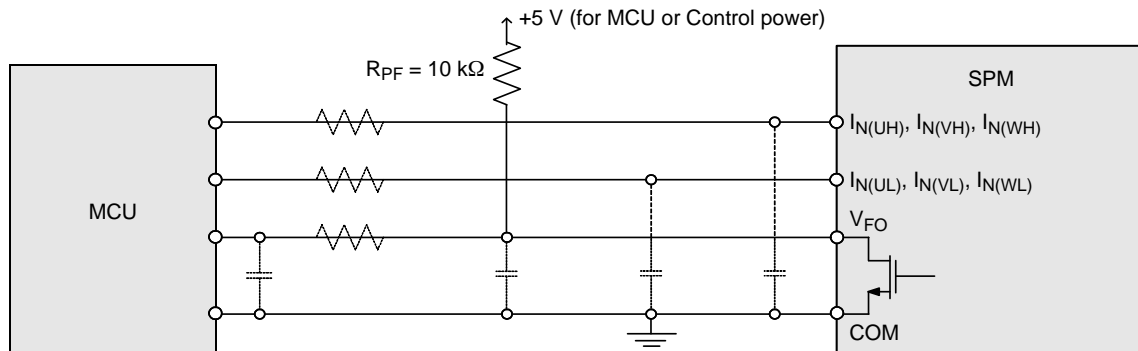 +5 V (for MCU or Control power)
R_PF = 10 kΩ
SPM
I_N(UH), I_N(VH), I_N(WH)
I_N(UL), I_N(VL), I_N(WL)
MCU
V_FO
COM